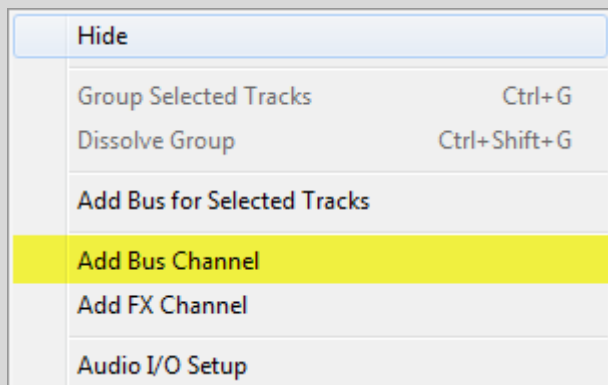 Hide
Group Selected Tracks Ctrl+G
Dissolve Group Ctrl+Shift+G
Add Bus for Selected Tracks
Add Bus Channel
Add FX Channel
Audio I/O Setup